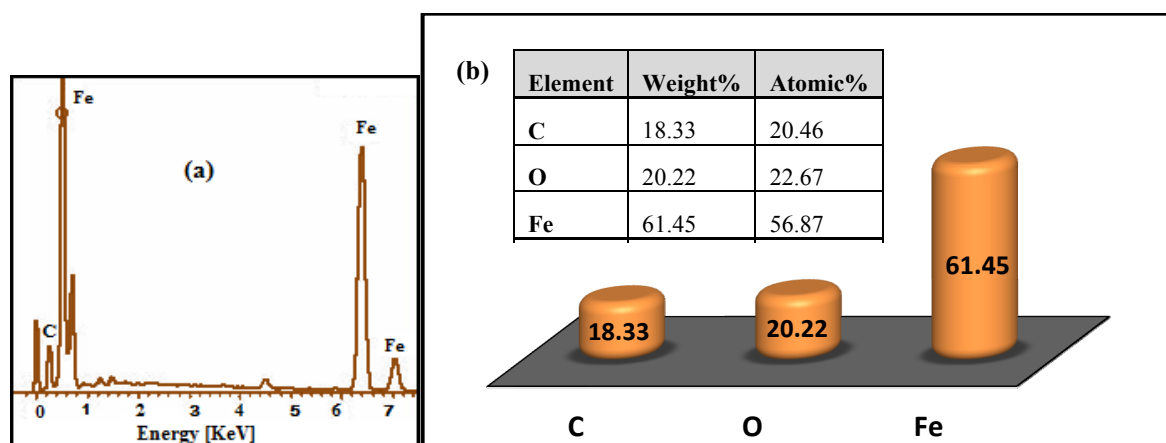 Fe
O
(a)
Fe
C
Fe
0 1 2 3 4 5 6 7
Energy [KeV]
(b)
Element Weight% Atomic%
C 18.33 20.46
O 20.22 22.67
Fe 61.45 56.87
18.33 20.22 61.45
C O Fe